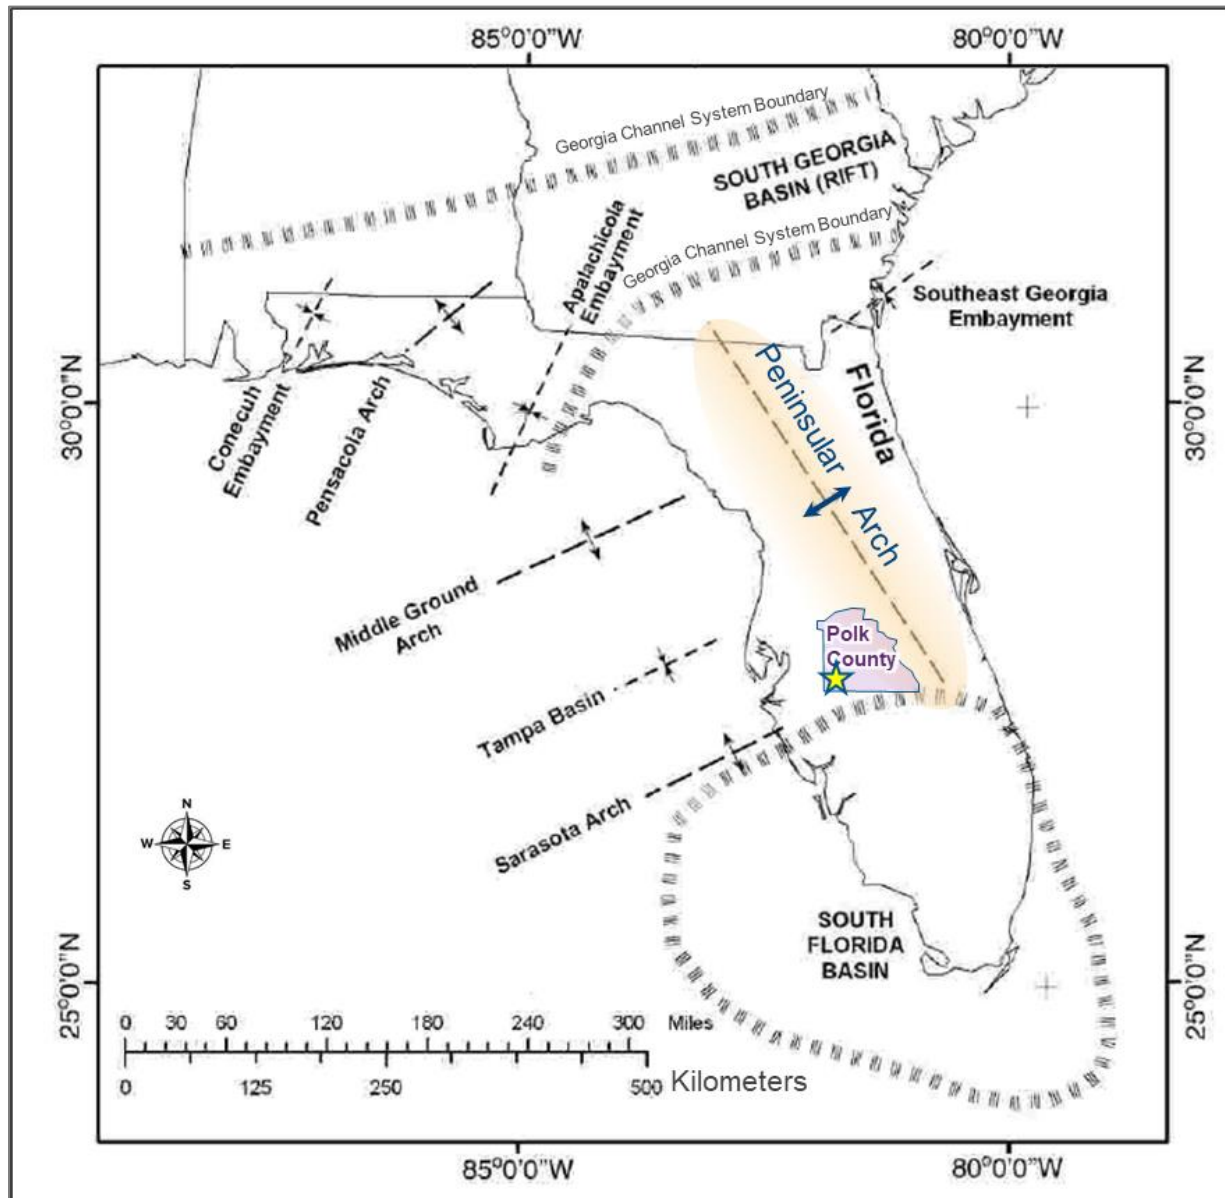 85°0'0"W
80°0'0"W
Georgia Channel System Boundary
SOUTH GEORGIA
BASIN (RIFT)
Apalachicola
Embayment
Georgia Channel System Boundary
Southeast Georgia
Embayment
30°0'0"N
30°0'0"N
Conecuh
Embayment
Pensacola Arch
Peninsular
Arch
Florida
Middle Ground
Arch
Polk
County
Tampa Basin
Sarasota Arch
N
W
E
S
SOUTH
FLORIDA
BASIN
25°0'0"N
25°0'0"N
0 30 60 120 180 240 300 Miles
0 125 250 500 Kilometers
85°0'0"W
80°0'0"W